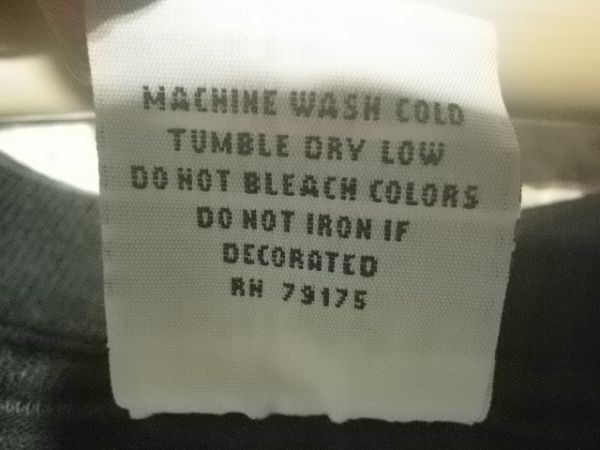 MACHINE WASH COLD
TUMBLE DRY LOW
DO NOT BLEACH COLORS
DO NOT IRON IF
DECORATED
RN 79175